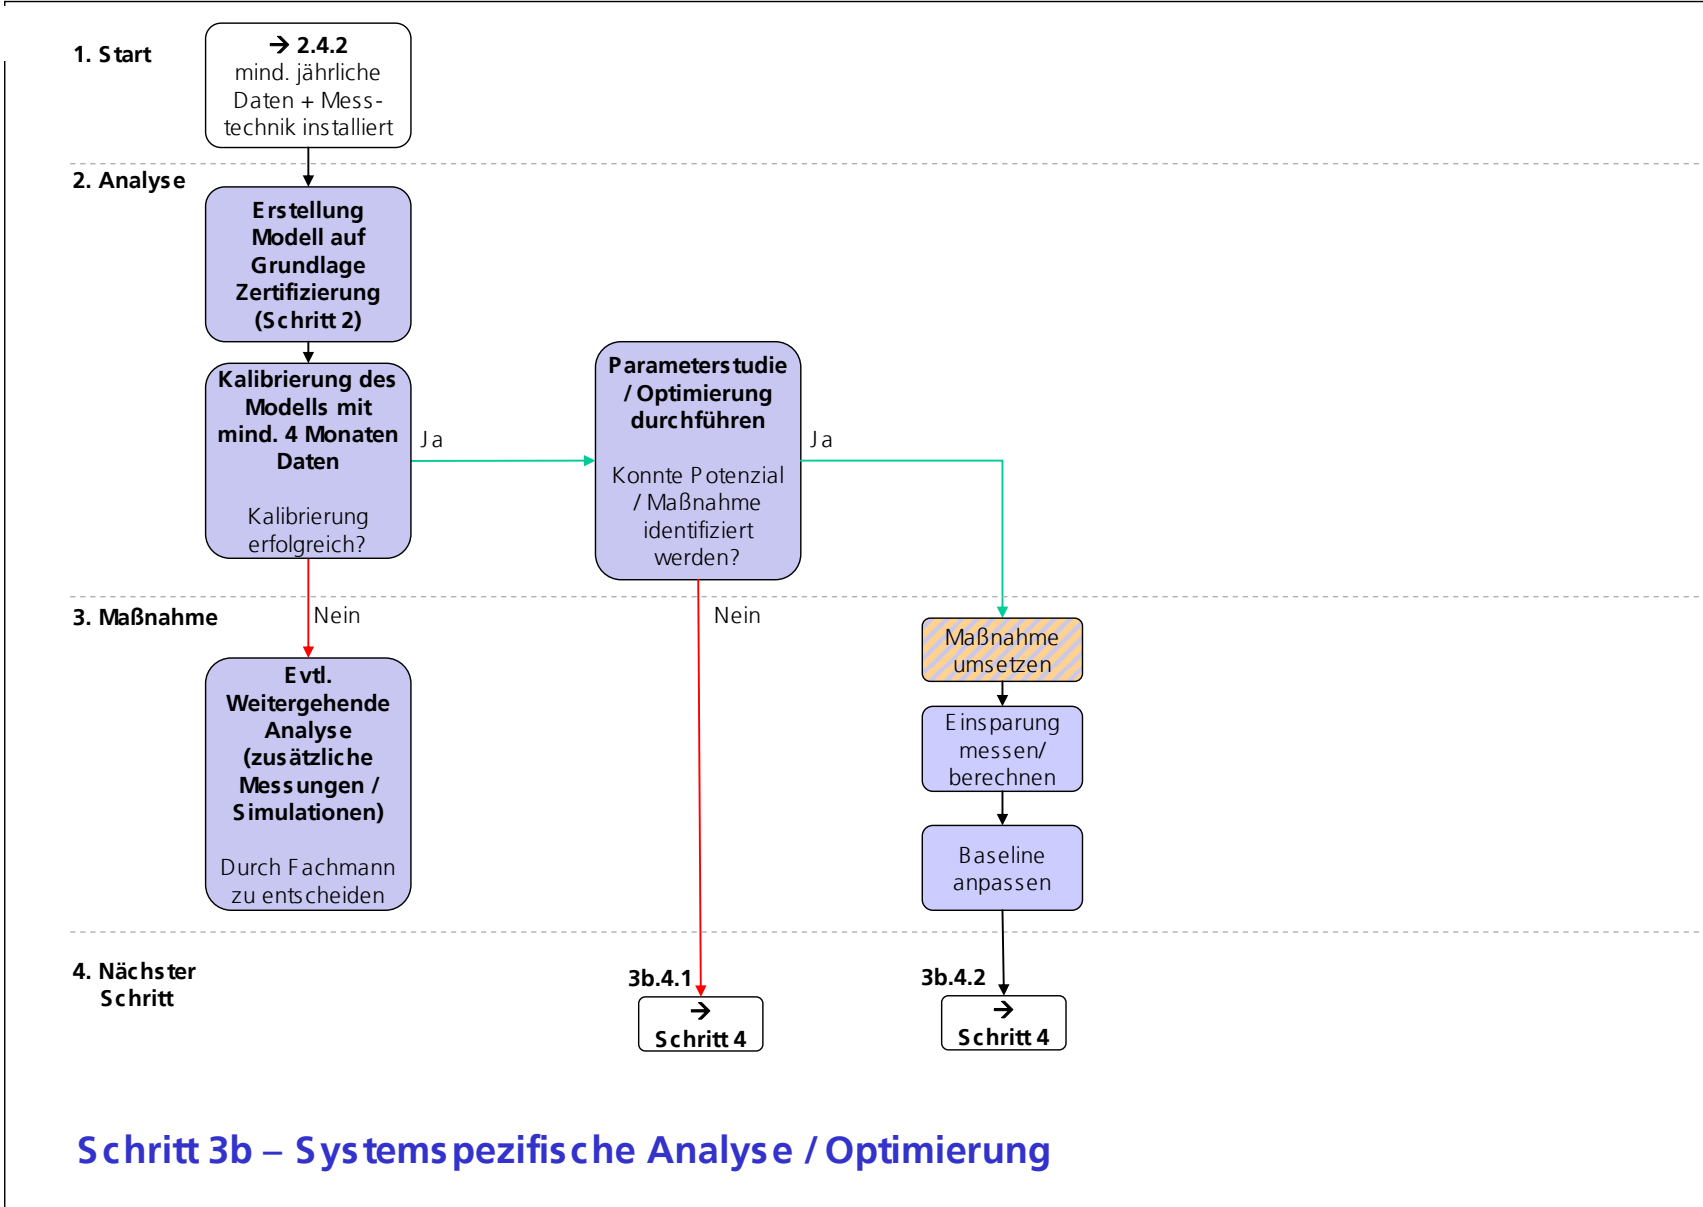 1. Start
→ 2.4.2
mind. jährliche
Daten + Mess-
technik installiert
2. Analyse
Erstellung
Modell auf
Grundlage
Zertifizierung
(Schritt 2)
Kalibrierung des
Modells mit
mind. 4 Monaten
Daten
Kalibrierung
erfolgreich?
Ja
Parameterstudie
/ Optimierung
durchführen
Konnte Potenzial
/ Maßnahme
identifiziert
werden?
Ja
3. Maßnahme
Nein
Nein
Evtl.
Weitergehende
Analyse
(zusätzliche
Messungen /
Simulationen)
Durch Fachmann
zu entscheiden
Maßnahme
umsetzen
Einsparung
messen/
berechnen
Baseline
anpassen
4. Nächster
Schritt
3b.4.1
→
Schritt 4
3b.4.2
→
Schritt 4
Schritt 3b – Systemspezifische Analyse / Optimierung